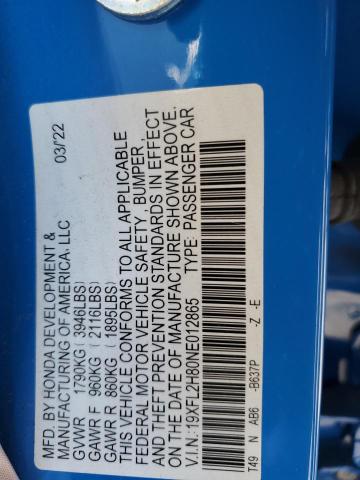 MFD. BY HONDA DEVELOPMENT &
MANUFACTURING OF AMERICA, LLC 03/22
GVWR 1790KG (3946LBS)
GAWR F 960KG (2116LBS)
GAWR R 860KG (1895LBS)
THIS VEHICLE CONFORMS TO ALL APPLICABLE
FEDERAL MOTOR VEHICLE SAFETY, BUMPER,
AND THEFT PREVENTION STANDARDS IN EFFECT
ON THE DATE OF MANUFACTURE SHOWN ABOVE.
V.I.N.: 19XFL2H80NE012865 TYPE: PASSENGER CAR
T49 N AB6 -B637P -Z -E